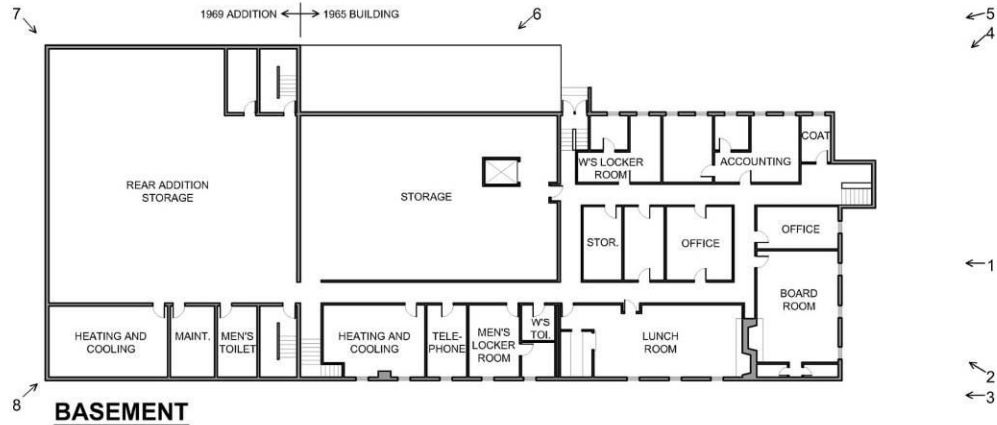 7
1969 ADDITION
1965 BUILDING
6
5
4
COAT
W'S LOCKER
ROOM
ACCOUNTING
REAR ADDITION
STORAGE
STORAGE
STOR.
OFFICE
OFFICE
1
BOARD
ROOM
HEATING AND
COOLING
MAINT.
MEN'S
TOILET
HEATING AND
COOLING
TELE-
PHONE
MEN'S
LOCKER
ROOM
W'S
TOI.
LUNCH
ROOM
2
3
8
BASEMENT